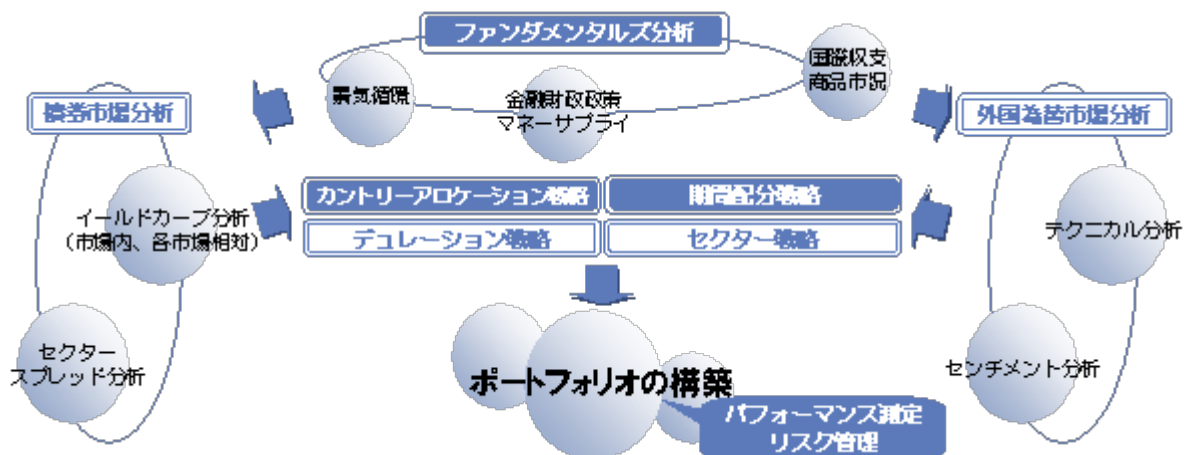 ファンダメンタルズ分析
景気循環
金融財政政策
マネーサプライ
国際収支
商品市況
債券市場分析
外国為替市場分析
イールドカーブ分析
（市場内、各市場相対）
セクター
スプレッド分析
カントリーアロケーション戦略
期間配分戦略
デュレーション戦略
セクター戦略
テクニカル分析
センチメント分析
ポートフォリオの構築
パフォーマンス測定
リスク管理